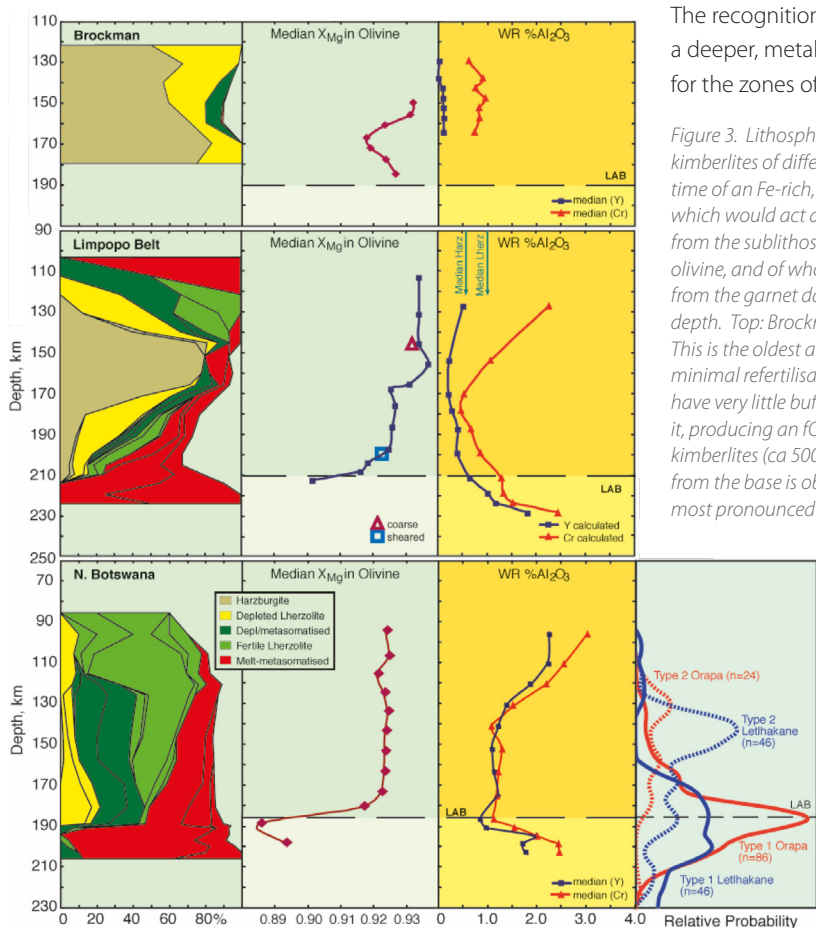 The recognition
a deeper, metal
for the zones of
Figure 3. Lithosph
kimberlites of differe
time of an Fe-rich,
which would act a
from the sublithos
olivine, and of who
from the garnet da
depth. Top: Brockn
This is the oldest a
minimal refertilisa
have very little buf
it, producing an fO
kimberlites (ca 500
from the base is ob
most pronounced
110
Brockman
Median XMg in Olivine
WR %Al2O3
130
150
170
190
LAB
median (Y)
median (Cr)
90
Limpopo Belt
Median XMg in Olivine
WR %Al2O3
110
130
150
170
190
210
230
250
Depth, km
Median Harz
Median Lherz
LAB
coarse
sheared
Y calculated
Cr calculated
N. Botswana
Median XMg in Olivine
WR %Al2O3
70
90
110
130
150
170
190
210
230
Depth, km
Harzburgite
Depleted Lherzolite
Depl/metasomatised
Fertile Lherzolite
Melt-metasomatised
LAB
median (Y)
median (Cr)
Type 2 Orapa (n=24)
Type 2
Letlhakane
(n=46)
LAB
Type 1 Orapa
(n=86)
Type 1 Letlhakane
(n=46)
0 20 40 60 80%
0.89 0.90 0.91 0.92 0.93
0 1.0 2.0 3.0 4.0
Relative Probability